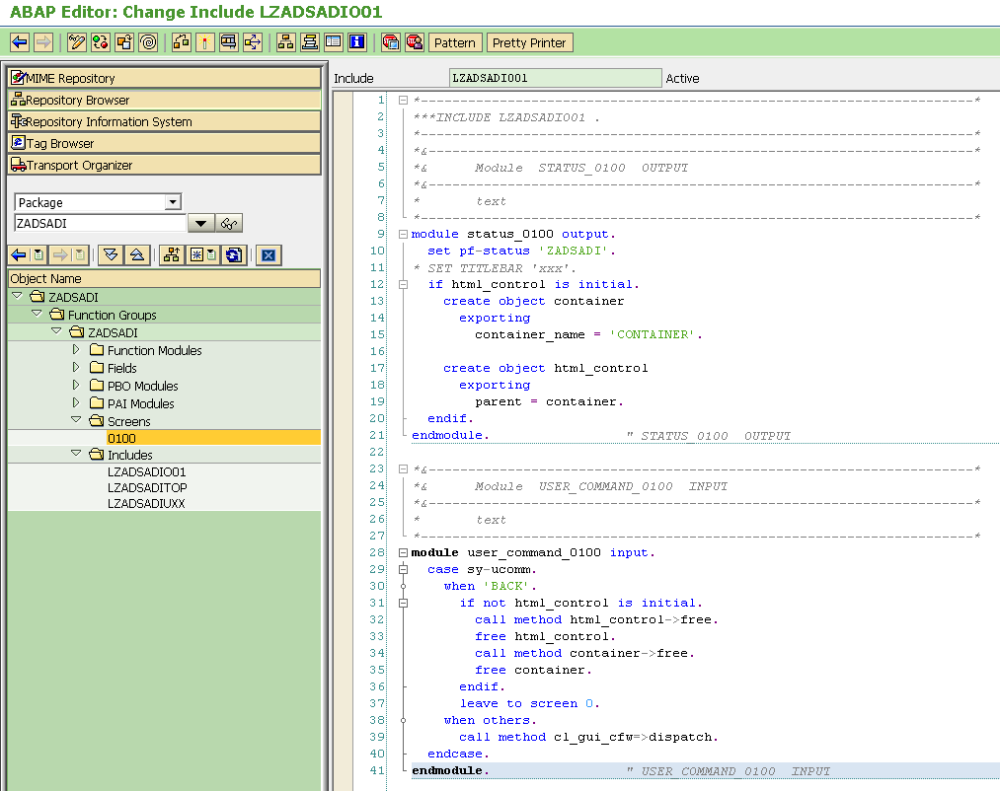 ABAP Editor: Change Include LZADSADIO01
Pattern
Pretty Printer
MIME Repository
Repository Browser
Repository Information System
Tag Browser
Transport Organizer
Package
ZADSADI
Object Name
ZADSADI
Function Groups
ZADSADI
Function Modules
Fields
PBO Modules
PAI Modules
Screens
0100
Includes
LZADSADIO01
LZADSADITOP
LZADSADIUXX
Include LZADSADIO01 Active
1 *----------------------------------------------------------------------*
2 ***INCLUDE LZADSADIO01 .
3 *----------------------------------------------------------------------*
4 *&---------------------------------------------------------------------*
5 *&      Module  STATUS_0100  OUTPUT
6 *&---------------------------------------------------------------------*
7 *       text
8 *----------------------------------------------------------------------*
9 module status_0100 output.
10   set pf-status 'ZADSADI'.
11 * SET TITLEBAR 'xxx'.
12   if html_control is initial.
13     create object container
14       exporting
15         container_name = 'CONTAINER'.
16
17     create object html_control
18       exporting
19         parent = container.
20   endif.
21 endmodule.                 " STATUS_0100  OUTPUT
22
23 *&---------------------------------------------------------------------*
24 *&      Module  USER_COMMAND_0100  INPUT
25 *&---------------------------------------------------------------------*
26 *       text
27 *----------------------------------------------------------------------*
28 module user_command_0100 input.
29   case sy-ucomm.
30     when 'BACK'.
31       if not html_control is initial.
32         call method html_control->free.
33         free html_control.
34         call method container->free.
35         free container.
36       endif.
37       leave to screen 0.
38     when others.
39       call method cl_gui_cfw=>dispatch.
40   endcase.
41 endmodule.                 " USER_COMMAND_0100  INPUT